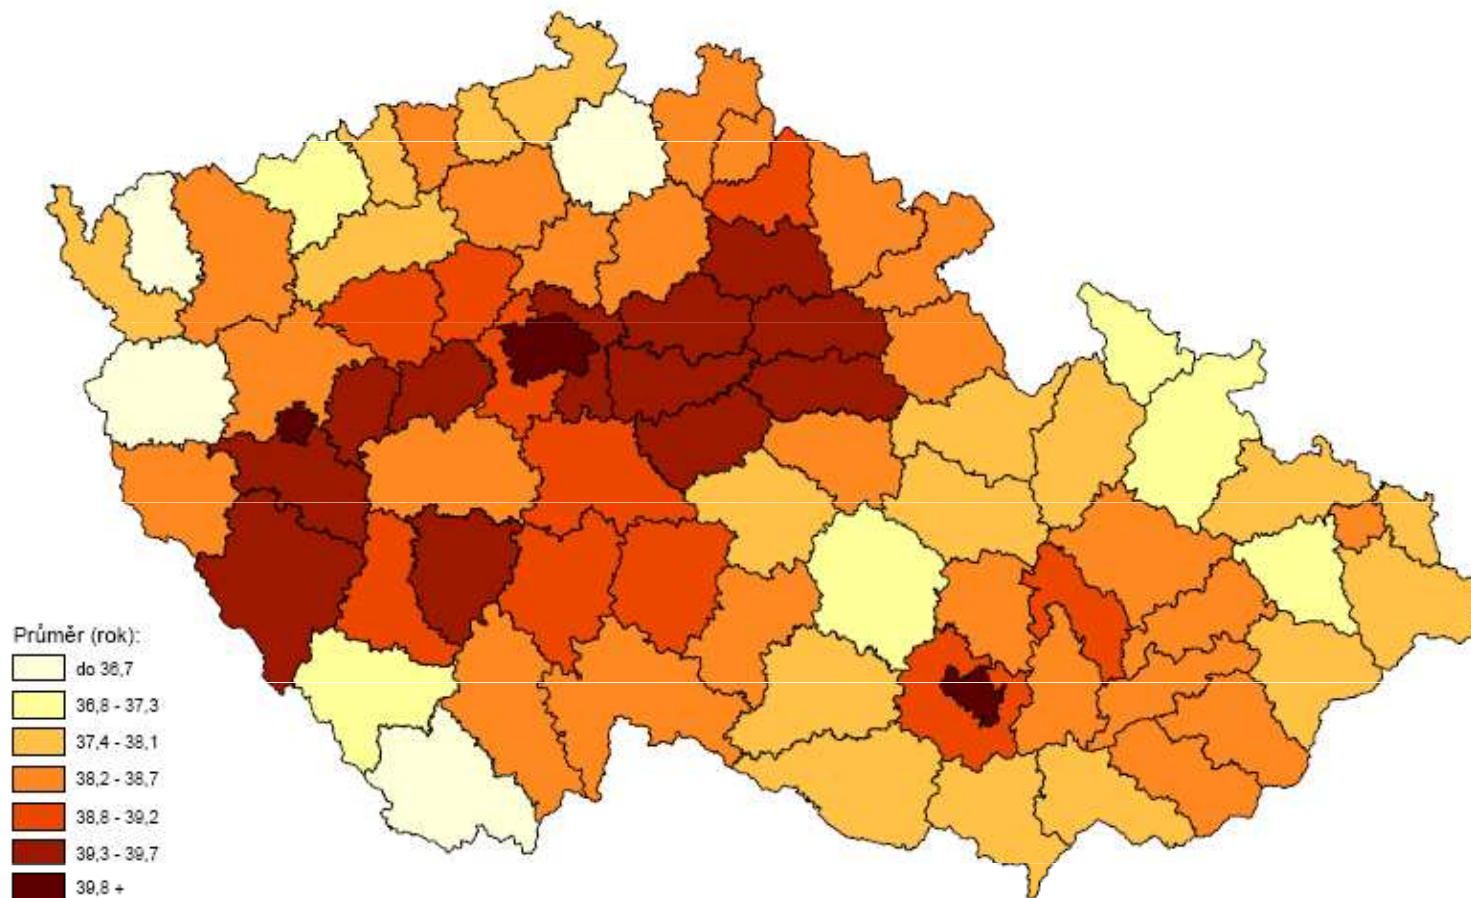 Průměr (rok):
do 36,7
36,8 - 37,3
37,4 - 38,1
38,2 - 38,7
38,8 - 39,2
39,3 - 39,7
39,8 +